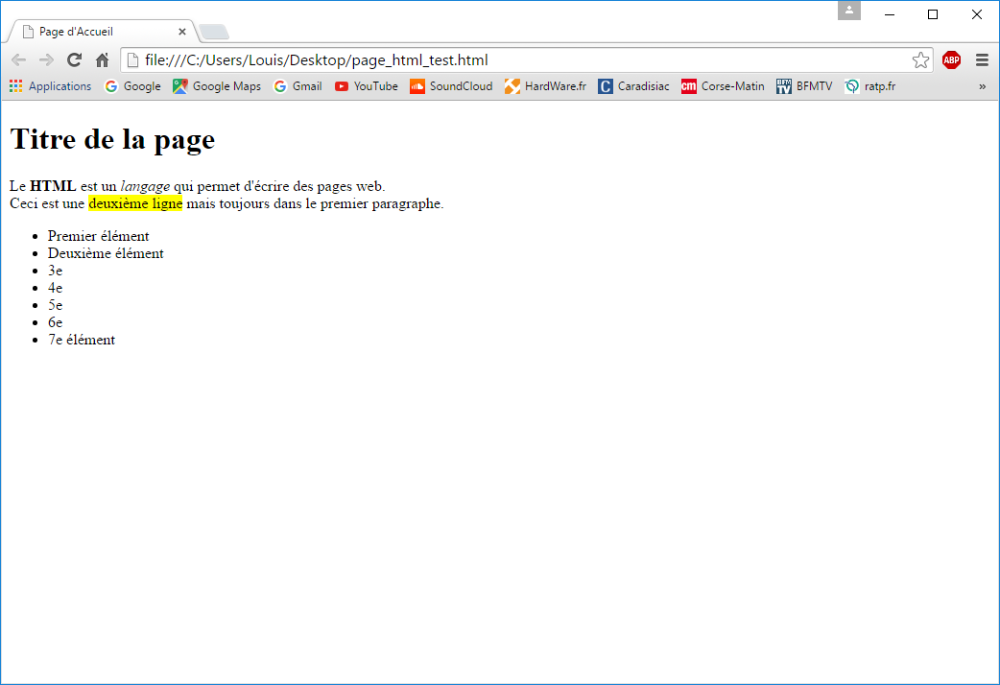 Page d'Accueil
file:///C:/Users/Louis/Desktop/page_html_test.html
ABP
Applications Google Google Maps Gmail YouTube SoundCloud HardWare.fr C Caradisiac cm Corse-Matin BFM TV BFMTV ratp.fr »
Titre de la page
Le HTML est un langage qui permet d'écrire des pages web.
Ceci est une deuxième ligne mais toujours dans le premier paragraphe.
• Premier élément
• Deuxième élément
• 3e
• 4e
• 5e
• 6e
• 7e élément